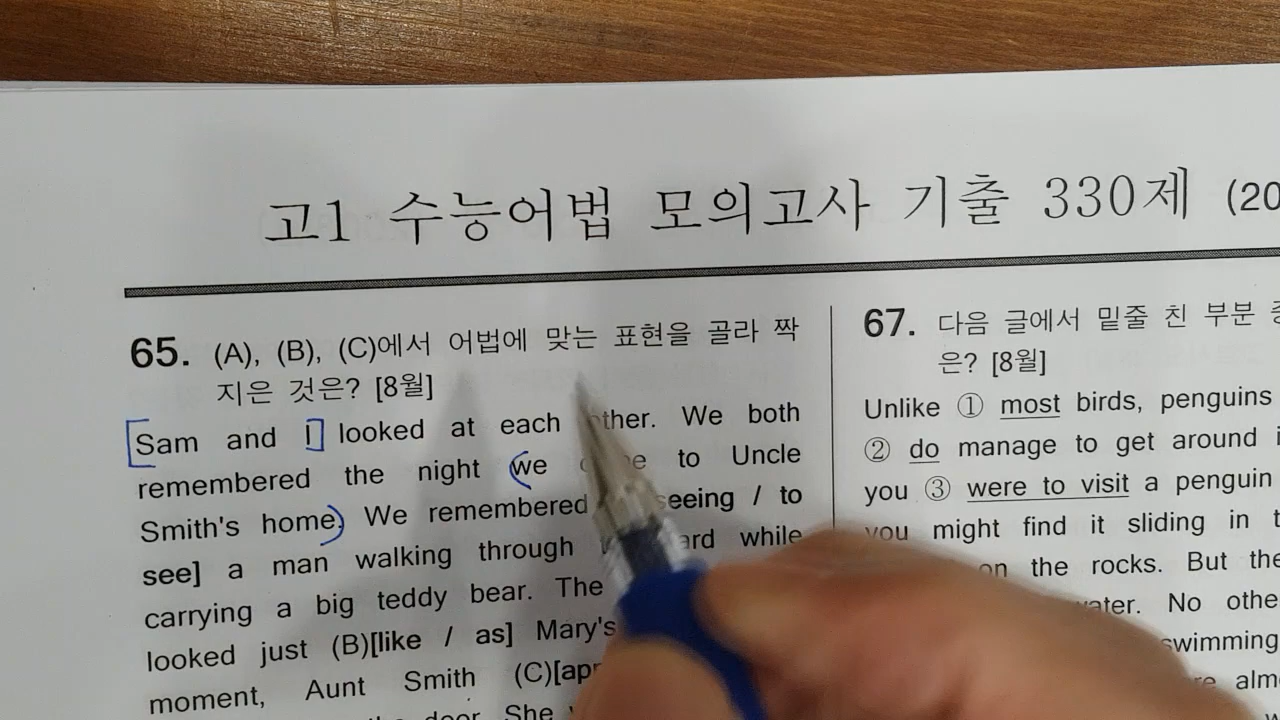 고1 수능어법 모의고사 기출 330제 (20
65. (A), (B), (C)에서 어법에 맞는 표현을 골라 짝
지은 것은? [8월]
Sam and I looked at each other. We both
remembered the night we to Uncle
Smith's home. We remembered seeing / to
see] a man walking through while
carrying a big teddy bear. The
looked just (B)[like / as] Mary's
moment, Aunt Smith (C)[
door. She
67. 다음 글에서 밑줄 친 부분
은? [8월]
Unlike ① most birds, penguins
② do manage to get around
you ③ were to visit a penguin
you might find it sliding in
on the rocks. But the
water. No
swimming